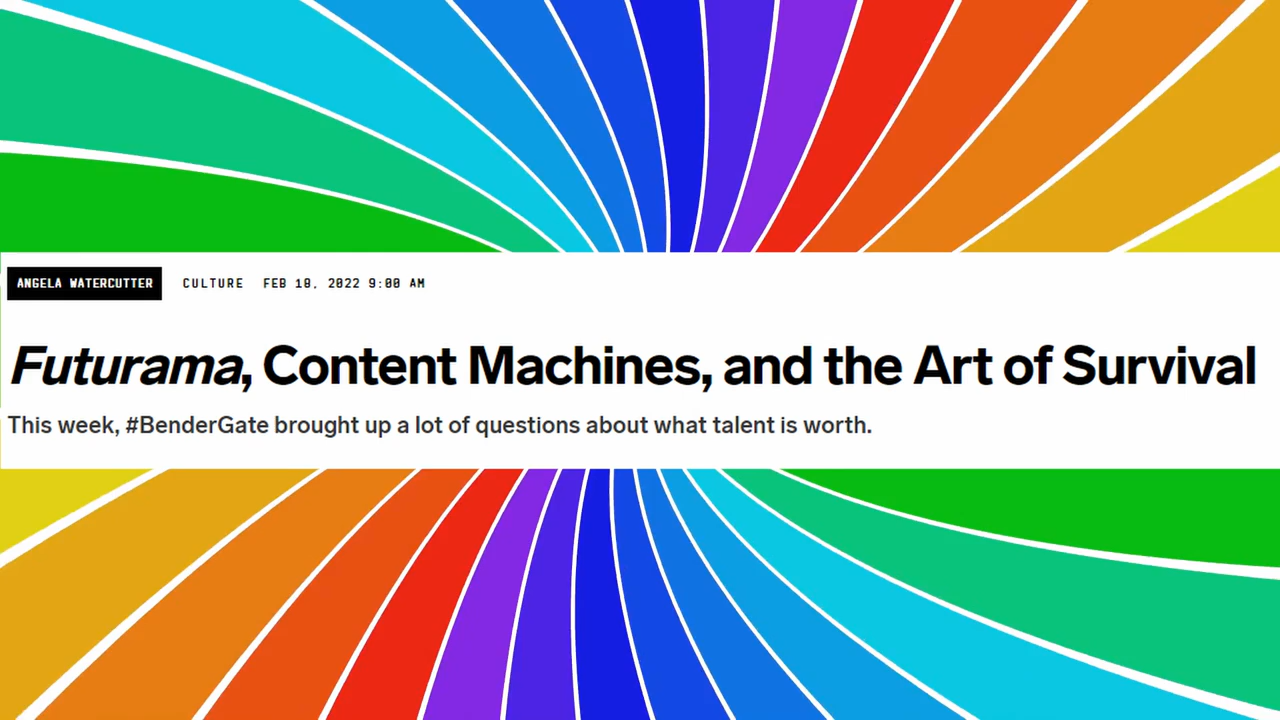 ANGELA WATERCUTTER CULTURE FEB 18, 2022 9:00 AM
Futurama, Content Machines, and the Art of Survival
This week, #BenderGate brought up a lot of questions about what talent is worth.